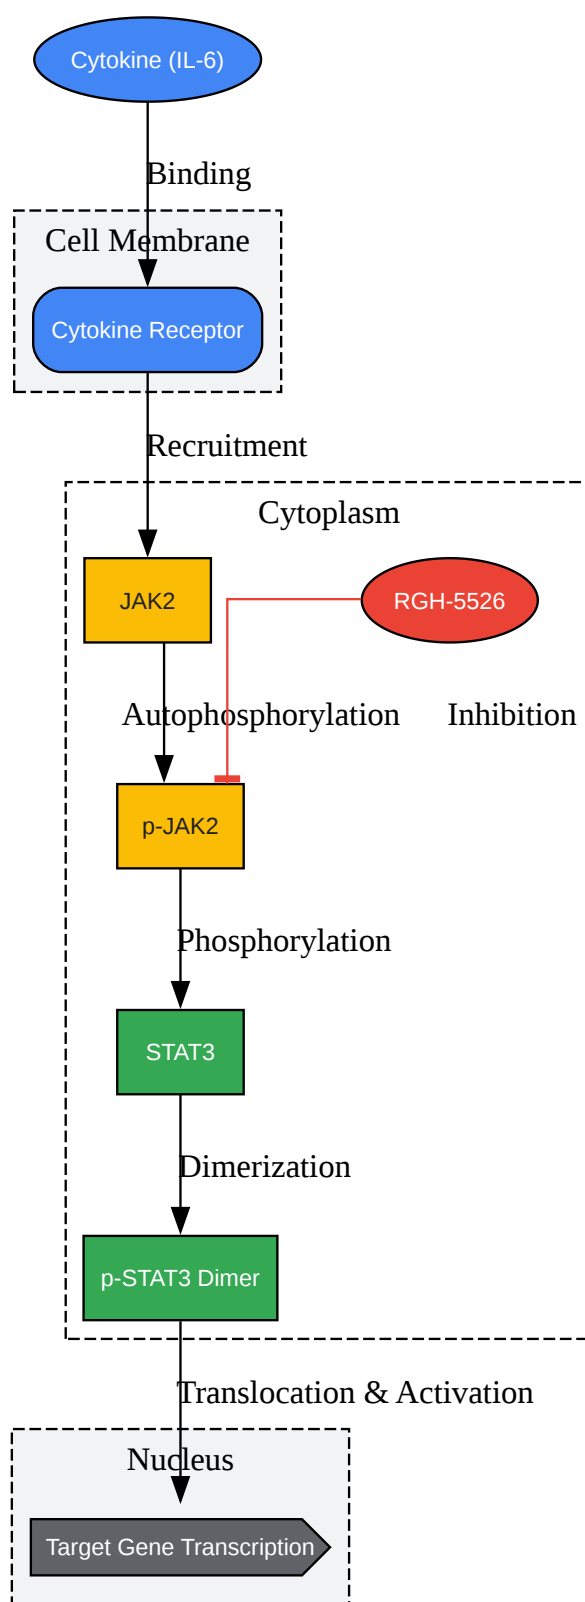 Cytokine (IL-6)
Binding
Cell Membrane
Cytokine Receptor
Recruitment
Cytoplasm
JAK2
RGH-5526
Autophosphorylation
Inhibition
p-JAK2
Phosphorylation
STAT3
Dimerization
p-STAT3 Dimer
Translocation & Activation
Nucleus
Target Gene Transcription